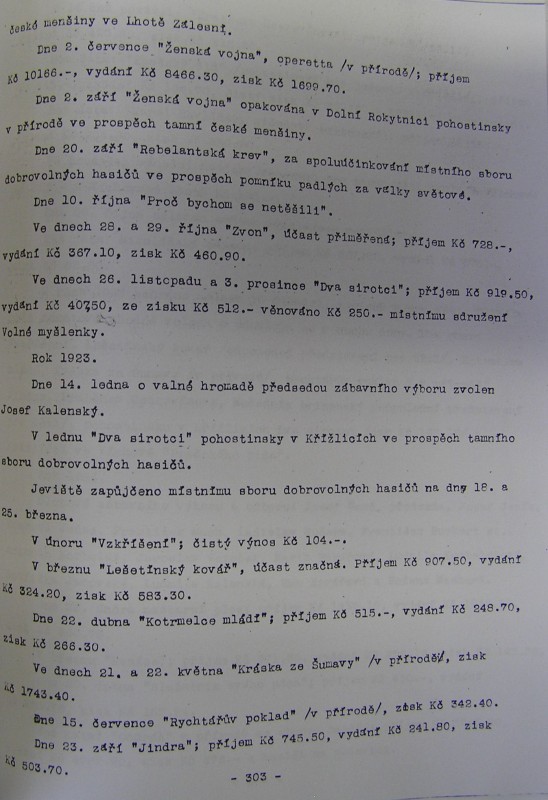 české menšiny ve Lhotě Zálesní.
Dne 2. července "Ženská vojna", operetta /v přírodě/; příjem
Kč 10166.-, vydání Kč 8466.30, zisk Kč 1699.70.
Dne 2. září "Ženská vojna" opakována v Dolní Rokytnici pohostinsky
v přírodě ve prospěch tamní české menšiny.
Dne 20. září "Rebelantská krev", za spoluúčinkování místního sboru
dobrovolných hasičů ve prospěch pomníku padlých za války světové.
Dne 10. října "Proč bychom se netěšili".
Ve dnech 28. a 29. října "Zvon", účast přiměřená; příjem Kč 728.-,
vydání Kč 367.10, zisk Kč 460.90.
Ve dnech 26. listopadu a 3. prosince "Dva sirotci"; příjem Kč 919.50,
vydání Kč 407,50, ze zisku Kč 512.- věnováno Kč 250.- místnímu sdružení
Volné myšlenky.
Rok 1923.
Dne 14. ledna o valné hromadě předsedou zábavního výboru zvolen
Josef Kalenský.
V lednu "Dva sirotci" pohostinsky v Křížlicích ve prospěch tamního
sboru dobrovolných hasičů.
Jeviště zapůjčeno místnímu sboru dobrovolných hasičů na dny 18. a
25. března.
V únoru "Vzkříšení"; čistý výnos Kč 104.-.
V březnu "Lešetínský kovář", účast značná. Příjem Kč 907.50, vydání
Kč 324.20, zisk Kč 583.30.
Dne 22. dubna "Kotrmelce mládí"; příjem Kč 515.-, vydání Kč 248.70,
zisk Kč 266.30.
Ve dnech 21. a 22. května "Kráska ze Šumavy" /v přírodě/, zisk
Kč 1743.40.
Dne 15. července "Rychtářův poklad" /v přírodě/, zisk Kč 342.40.
Dne 23. září "Jindra"; příjem Kč 745.50, vydání Kč 241.80, zisk
Kč 503.70.
- 303 -